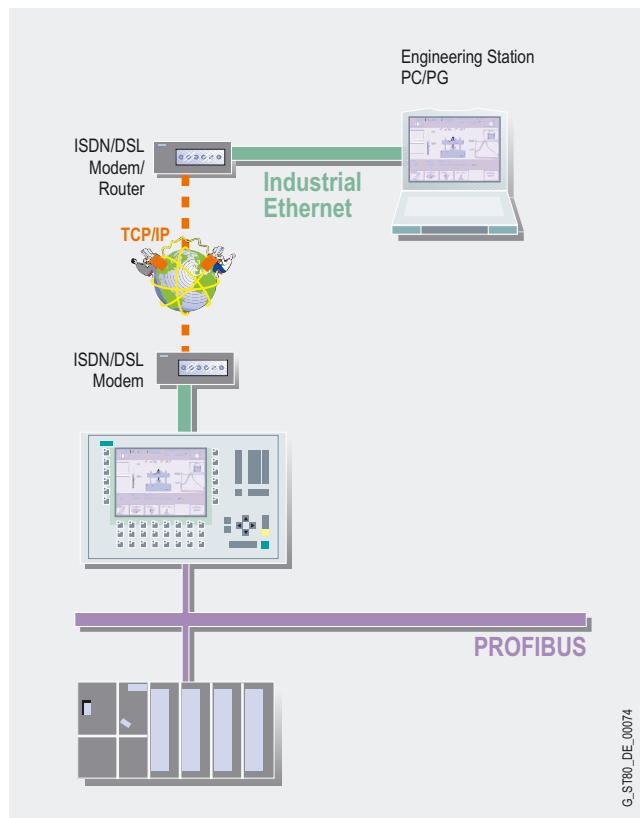 Engineering Station
PC/PG
ISDN/DSL
Modem/
Router
Industrial
Ethernet
TCP/IP
ISDN/DSL
Modem
PROFIBUS
G_ST80_DE_00074